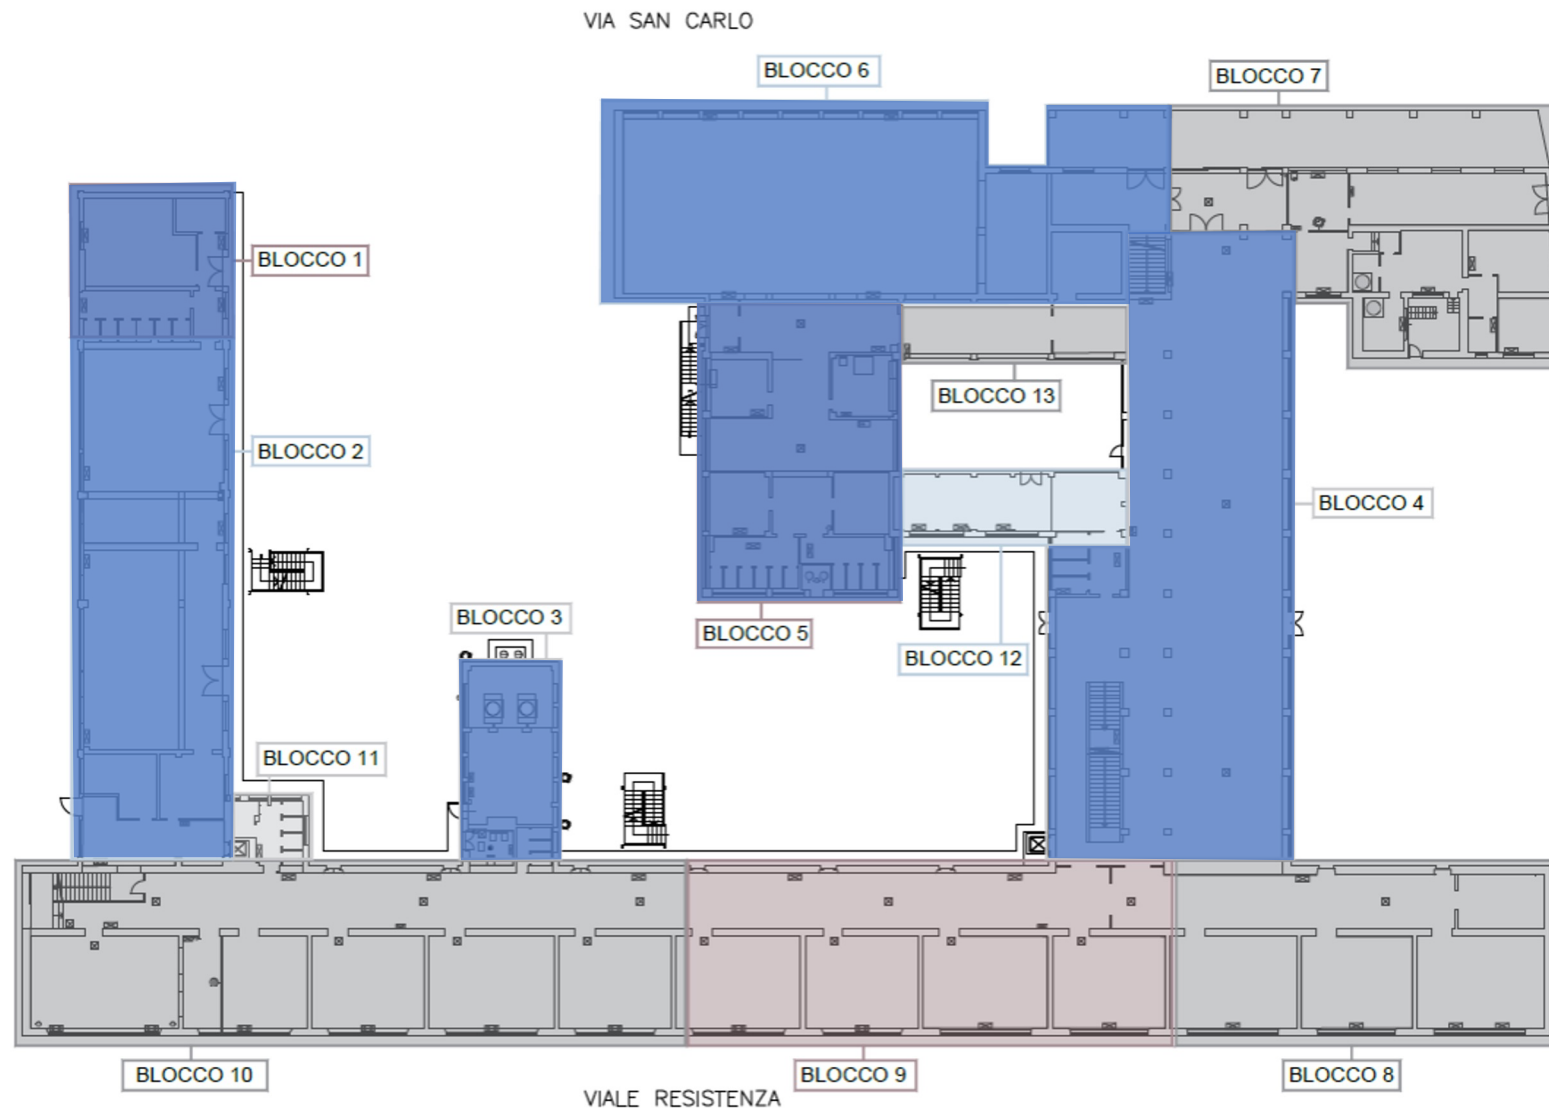 VIA SAN CARLO
BLOCCO 6
BLOCCO 7
BLOCCO 1
BLOCCO 13
BLOCCO 2
BLOCCO 4
BLOCCO 3
BLOCCO 5
BLOCCO 12
BLOCCO 11
BLOCCO 10
BLOCCO 9
BLOCCO 8
VIALE RESISTENZA